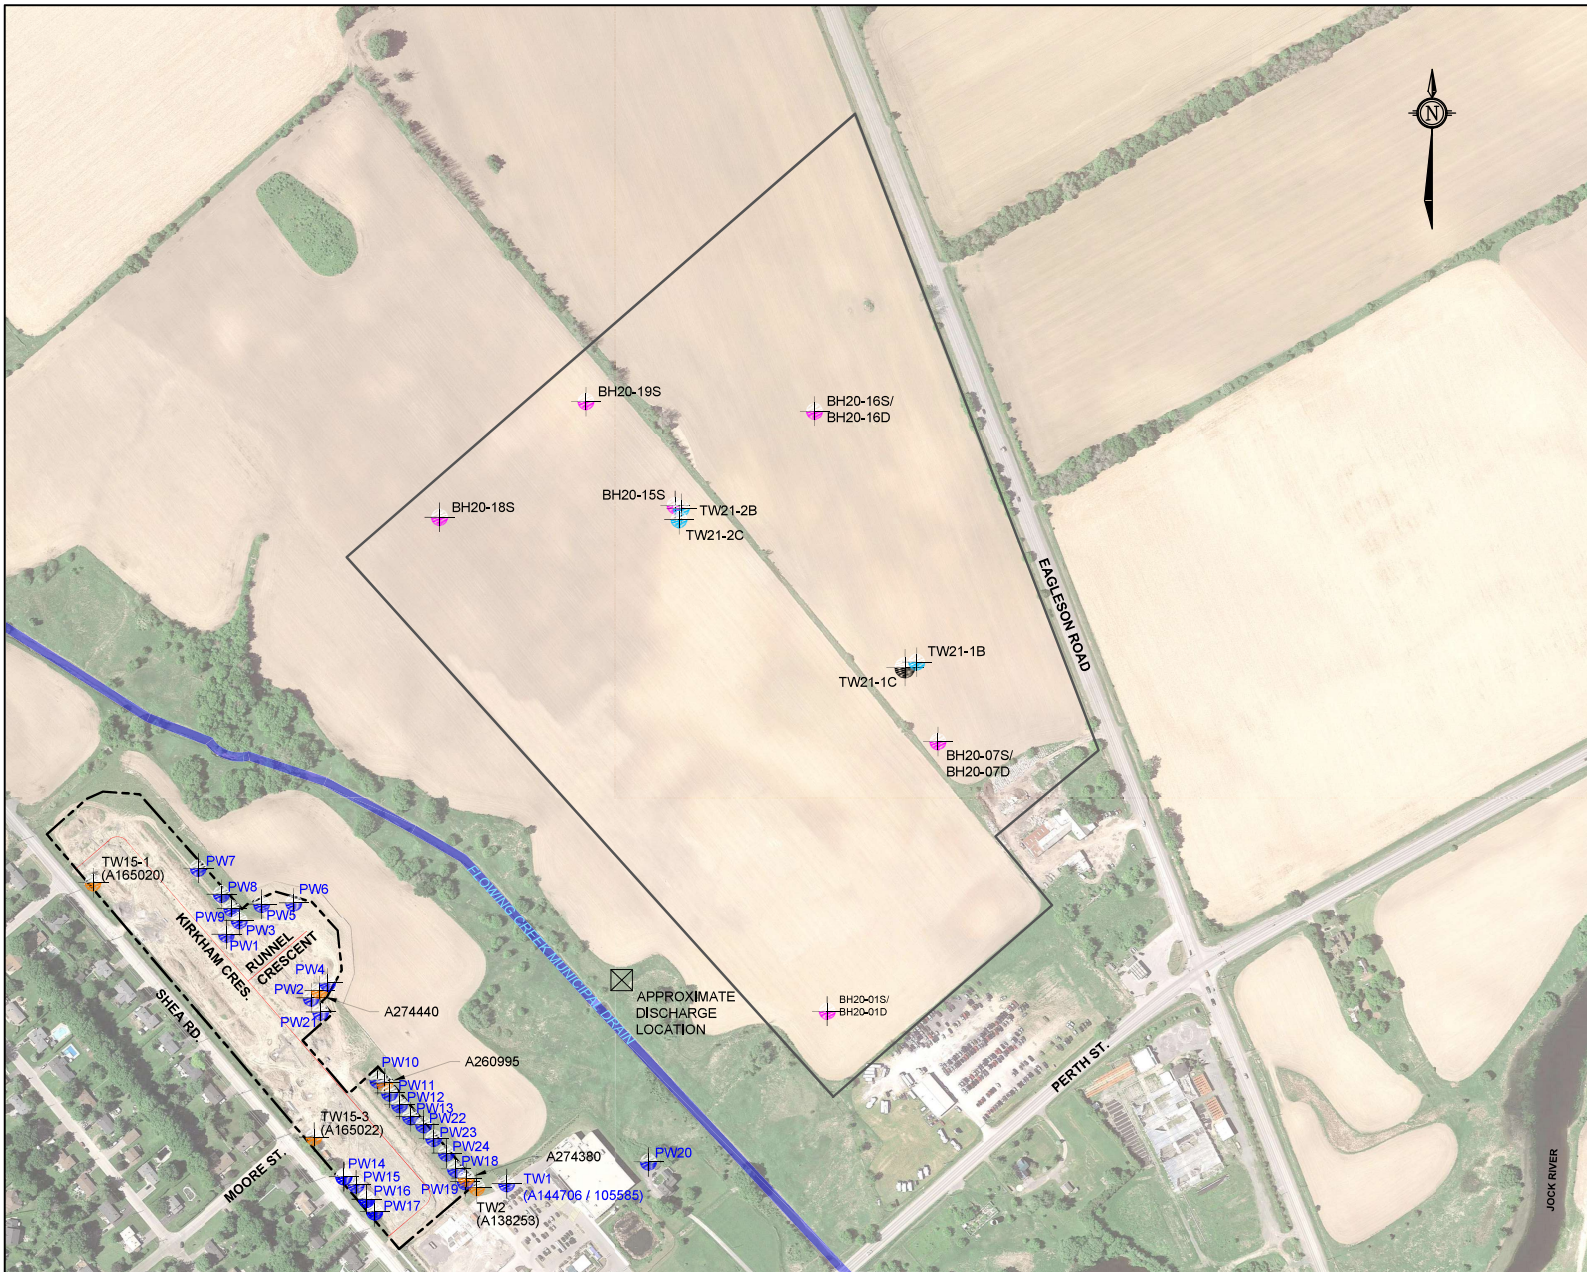 N
BH20-19S
BH20-16S/
BH20-16D
BH20-18S
BH20-15S
TW21-2B
TW21-2C
EAGLESON ROAD
TW21-1B
TW21-1C
BH20-07S/
BH20-07D
TW15-1
(A165020)
PW7
PW8
PW6
PW9
PW5
PW3
PW1
KIRKHAM CRES.
RUNNEL
CRESCENT
FLOWING CREEK MUNICIPAL DRAIN
PW4
PW2
A274440
PW21
SHEA RD.
APPROXIMATE
DISCHARGE
LOCATION
BH20-01S/
BH20-01D
PERTH ST.
PW10
A260995
PW11
PW12
PW13
PW22
PW23
PW24
PW18
TW15-3
(A165022)
MOORE ST.
PW14
PW15
PW16
PW17
A274380
PW19
TW1
(A144706 / 105585)
TW2
(A138253)
PW20
JOCK RIVER